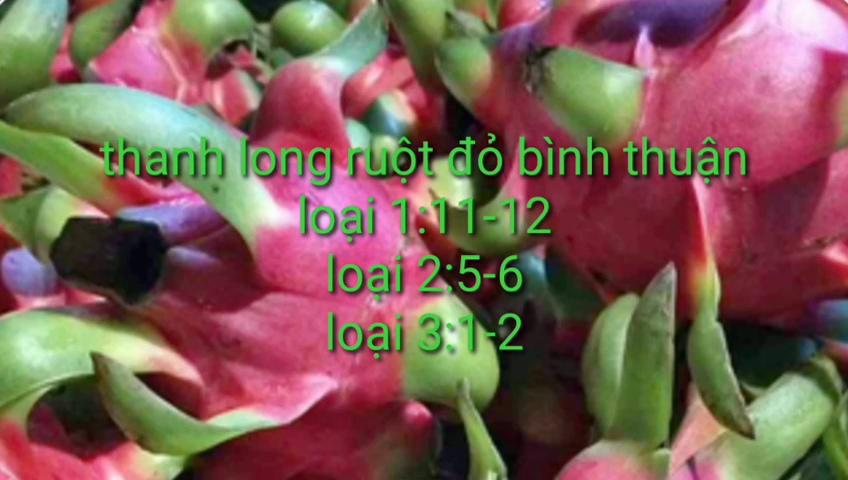 thanh long ruột đỏ bình thuận
loại 1:11-12
loại 2:5-6
loại 3:1-2